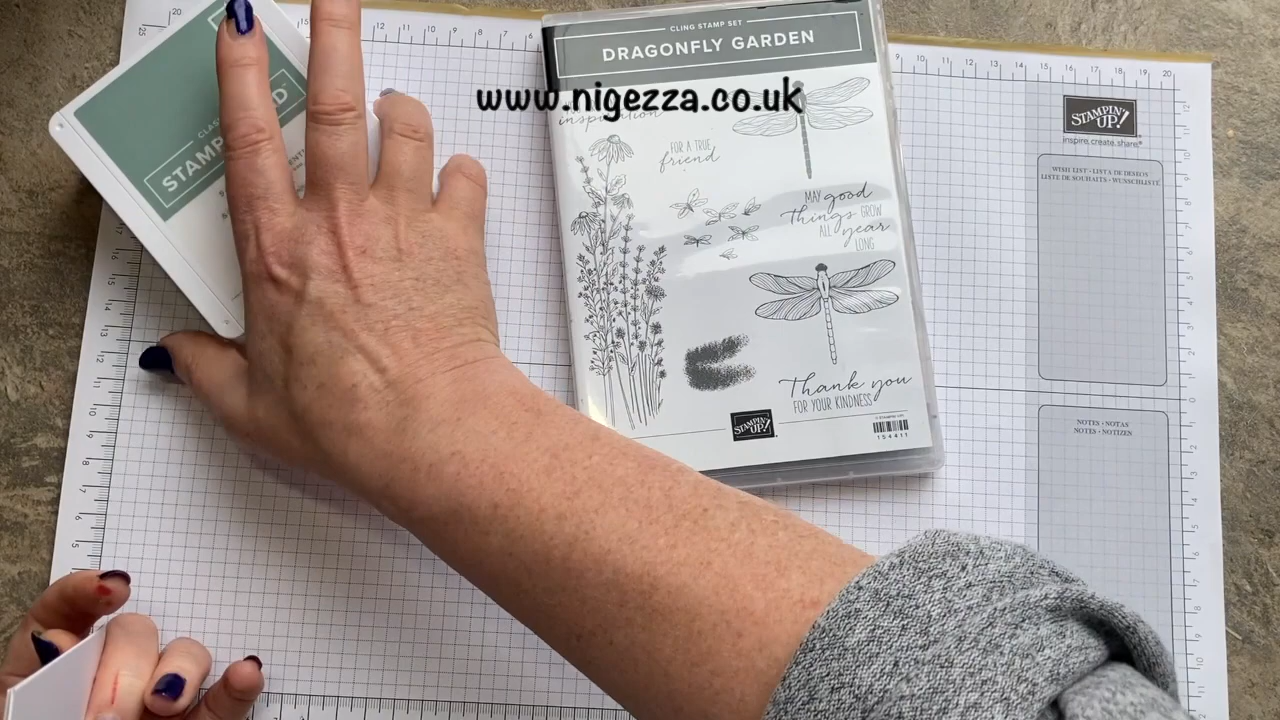 CLING STAMP SET
DRAGONFLY GARDEN
www.nigezza.co.uk
inspiration
FOR A TRUE
friend
MAY good
things GROW
ALL year
LONG
Thank you
FOR YOUR KINDNESS
STAMPIN' UP!
154411
STAMPIN' UP!
inspire. create. share.
WISH LIST • LISTA DE DESEOS
LISTE DE SOUHAITS • WUNSCHLISTE
NOTES • NOTAS
NOTES • NOTIZEN